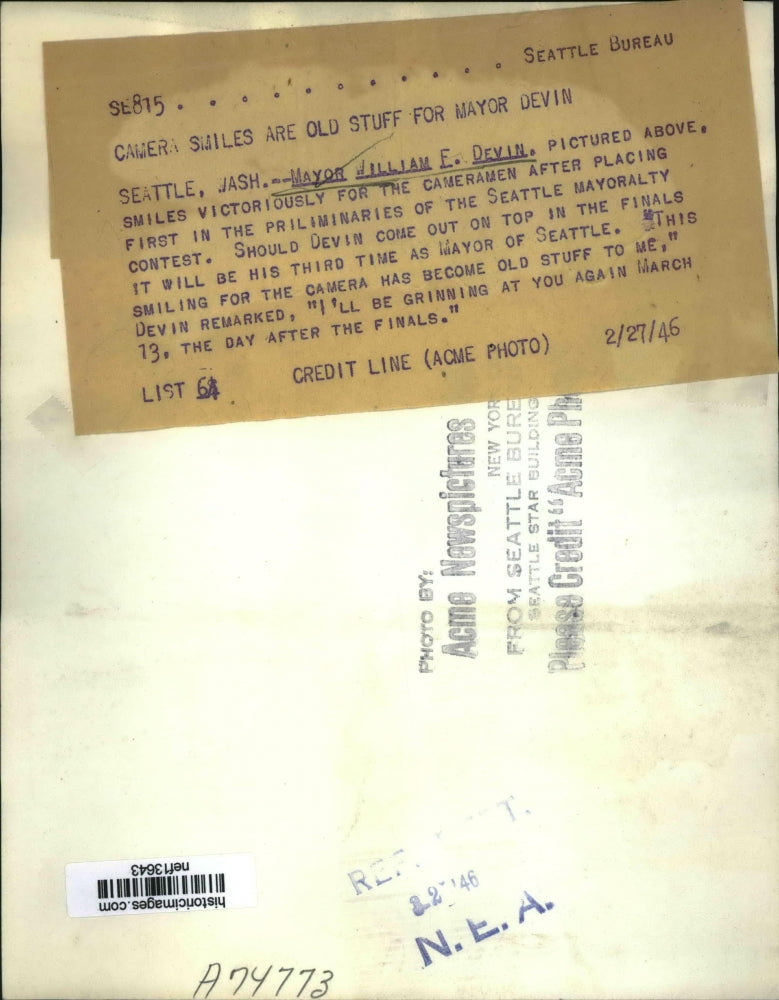 SE815 . . . . . . . . . . . . SEATTLE BUREAU
CAMERA SMILES ARE OLD STUFF FOR MAYOR DEVIN
SEATTLE, WASH.--MAYOR WILLIAM F. DEVIN, PICTURED ABOVE,
SMILES VICTORIOUSLY FOR THE CAMERAMEN AFTER PLACING
FIRST IN THE PRILIMINARIES OF THE SEATTLE MAYORALTY
CONTEST. SHOULD DEVIN COME OUT ON TOP IN THE FINALS
IT WILL BE HIS THIRD TIME AS MAYOR OF SEATTLE. "THIS
SMILING FOR THE CAMERA HAS BECOME OLD STUFF TO ME,"
DEVIN REMARKED, "I'LL BE GRINNING AT YOU AGAIN MARCH
13, THE DAY AFTER THE FINALS."
LIST CREDIT LINE (ACME PHOTO) 2/27/46
PHOTO BY:
Acme Newspictures
NEW YOR
FROM SEATTLE BURE
SEATTLE STAR BUILDING
Please Credit "Acme Ph
historicimages.com
nef13643
REF T.
2 '46
N.E.A.
A74773